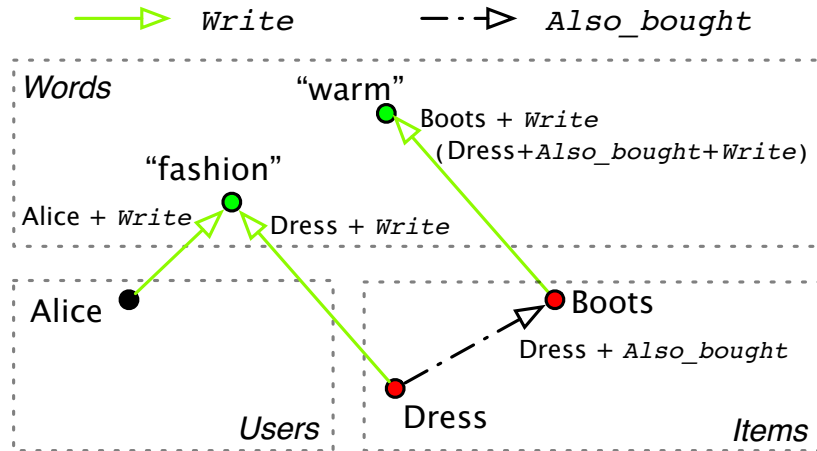 Write Also_bought
Words
“warm”
Boots + Write
(Dress+Also_bought+Write)
“fashion”
Alice + Write
Dress + Write
Alice
Boots
Dress + Also_bought
Dress
Users
Items